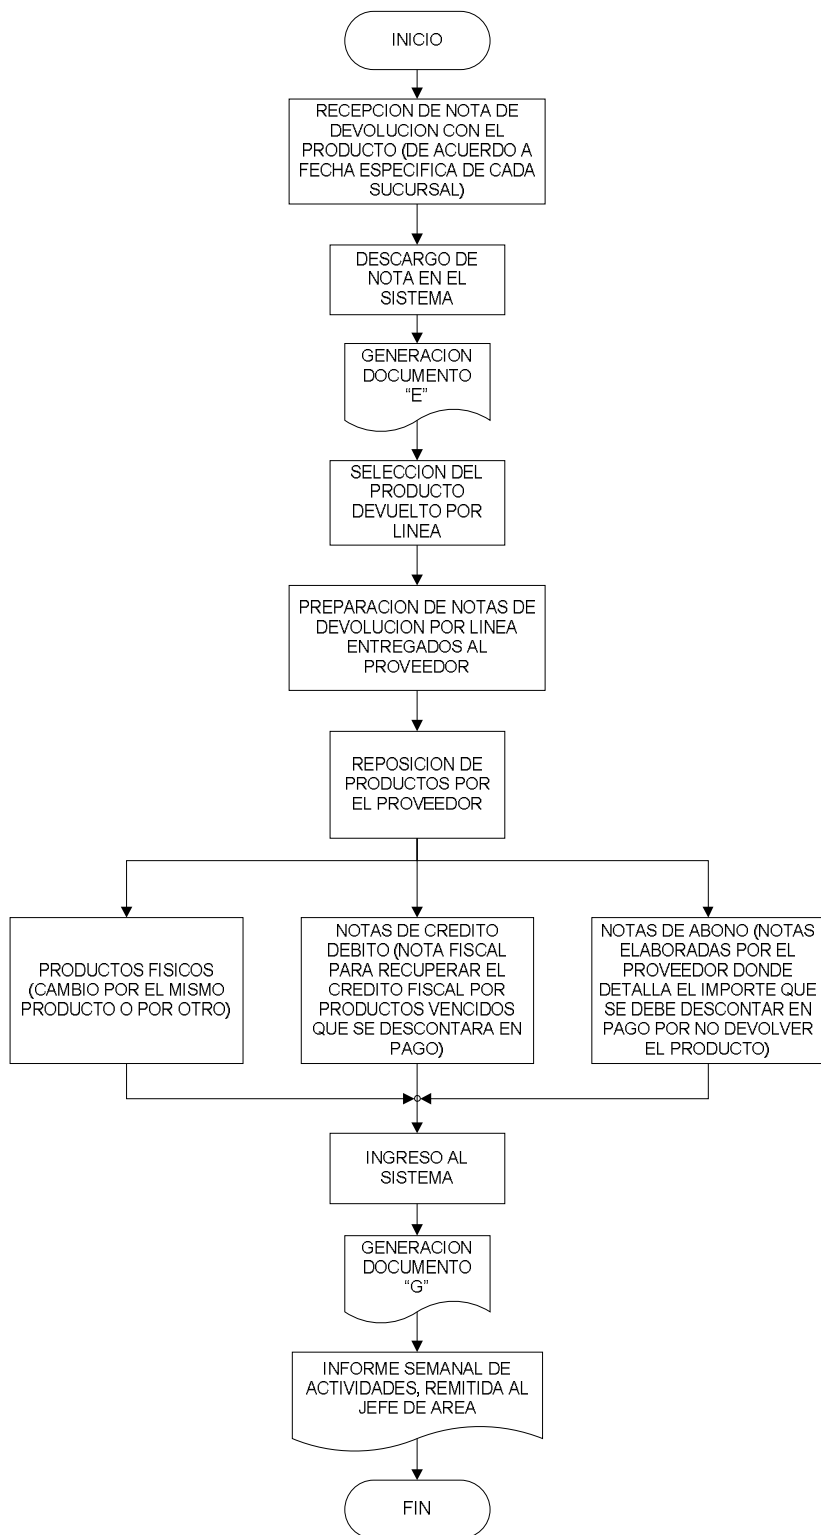 INICIO
RECEPCION DE NOTA DE
DEVOLUCION CON EL
PRODUCTO (DE ACUERDO A
FECHA ESPECIFICA DE CADA
SUCURSAL)
DESCARGO DE
NOTA EN EL
SISTEMA
GENERACION
DOCUMENTO
“E”
SELECCION DEL
PRODUCTO
DEVUELTO POR
LINEA
PREPARACION DE NOTAS DE
DEVOLUCION POR LINEA
ENTREGADOS AL
PROVEEDOR
REPOSICION DE
PRODUCTOS POR
EL PROVEEDOR
PRODUCTOS FISICOS
(CAMBIO POR EL MISMO
PRODUCTO O POR OTRO)
NOTAS DE CREDITO
DEBITO (NOTA FISCAL
PARA RECUPERAR EL
CREDITO FISCAL POR
PRODUCTOS VENCIDOS
QUE SE DESCONTARA EN
PAGO)
NOTAS DE ABONO (NOTAS
ELABORADAS POR EL
PROVEEDOR DONDE
DETALLA EL IMPORTE QUE
SE DEBE DESCONTAR EN
PAGO POR NO DEVOLVER
EL PRODUCTO)
INGRESO AL
SISTEMA
GENERACION
DOCUMENTO
“G”
INFORME SEMANAL DE
ACTIVIDADES, REMITIDA AL
JEFE DE AREA
FIN